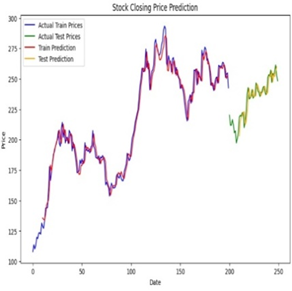 Stock Closing Price Prediction
Actual Train Prices
Actual Test Prices
Train Prediction
Test Prediction
Price
300
275
250
225
200
175
150
125
100
0 50 100 150 200 250
Date